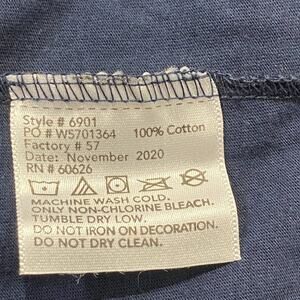 Style # 6901
PO # W5701364 100% Cotton
Factory # 57
Date: November 2020
RN # 60626
MACHINE WASH COLD.
ONLY NON-CHLORINE BLEACH.
TUMBLE DRY LOW.
DO NOT IRON ON DECORATION.
DO NOT DRY CLEAN.